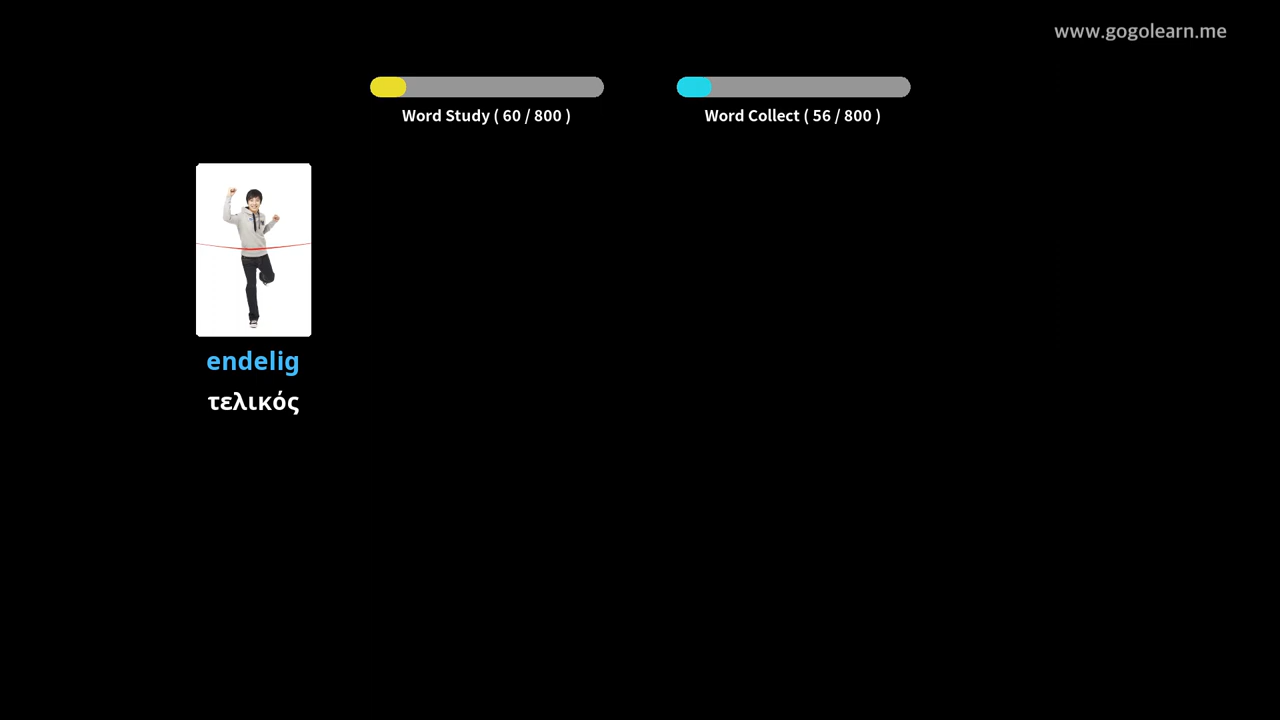 www.gogolearn.me
Word Study ( 60 / 800 )
Word Collect ( 56 / 800 )
endelig
τελικός